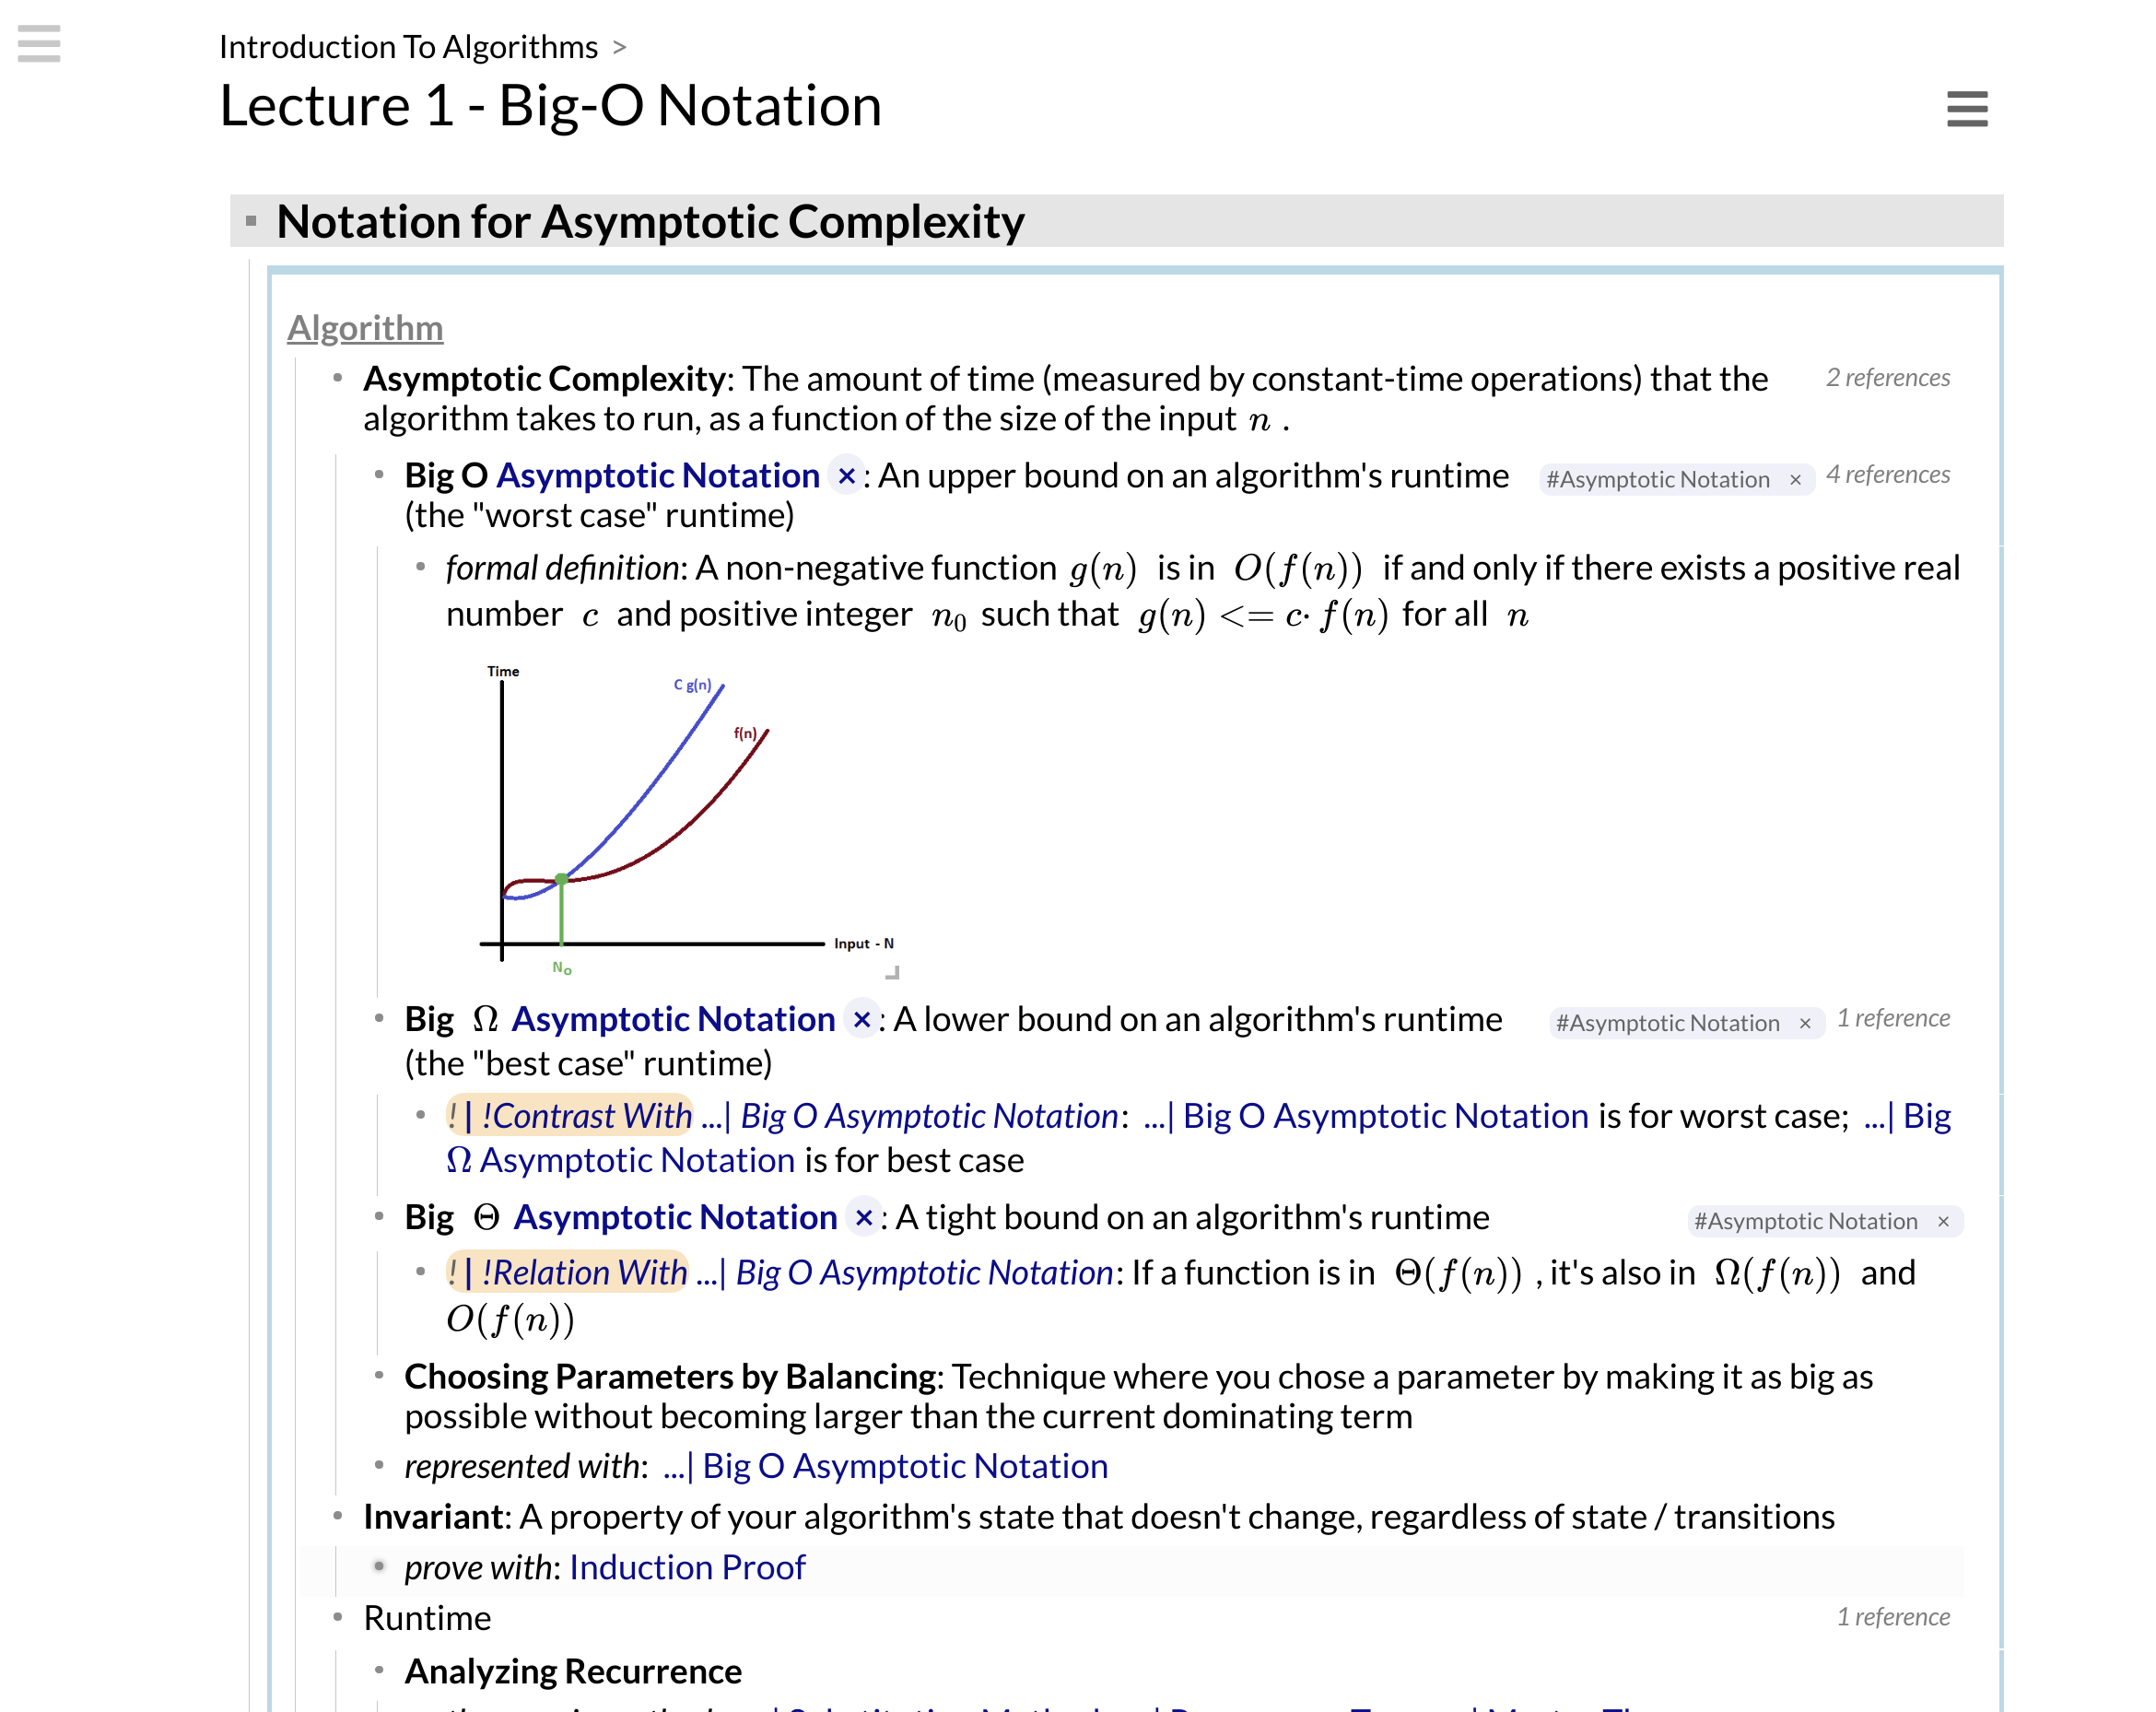 Introduction To Algorithms >
Lecture 1 - Big-O Notation
Notation for Asymptotic Complexity
Algorithm
Asymptotic Complexity: The amount of time (measured by constant-time operations) that the 2 references
algorithm takes to run, as a function of the size of the input n .
Big O Asymptotic Notation × : An upper bound on an algorithm's runtime #Asymptotic Notation × 4 references
(the "worst case" runtime)
formal definition: A non-negative function g(n) is in O(f(n)) if and only if there exists a positive real
number c and positive integer n₀ such that g(n) <= c· f(n) for all n
Time
C g(n)
f(n)
Input - N
No
Big Ω Asymptotic Notation × : A lower bound on an algorithm's runtime #Asymptotic Notation × 1 reference
(the "best case" runtime)
! | !Contrast With ...| Big O Asymptotic Notation: ...| Big O Asymptotic Notation is for worst case; ...| Big
Ω Asymptotic Notation is for best case
Big Θ Asymptotic Notation × : A tight bound on an algorithm's runtime #Asymptotic Notation ×
! | !Relation With ...| Big O Asymptotic Notation: If a function is in Θ(f(n)) , it's also in Ω(f(n)) and
O(f(n))
Choosing Parameters by Balancing: Technique where you chose a parameter by making it as big as
possible without becoming larger than the current dominating term
represented with: ...| Big O Asymptotic Notation
Invariant: A property of your algorithm's state that doesn't change, regardless of state / transitions
prove with: Induction Proof
Runtime 1 reference
Analyzing Recurrence